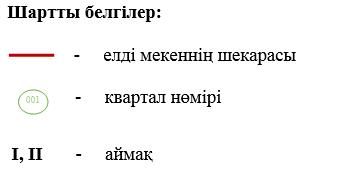 Шартты белгілер:
- елді мекеннің шекарасы
001 - квартал нөмірі
I, II - аймақ